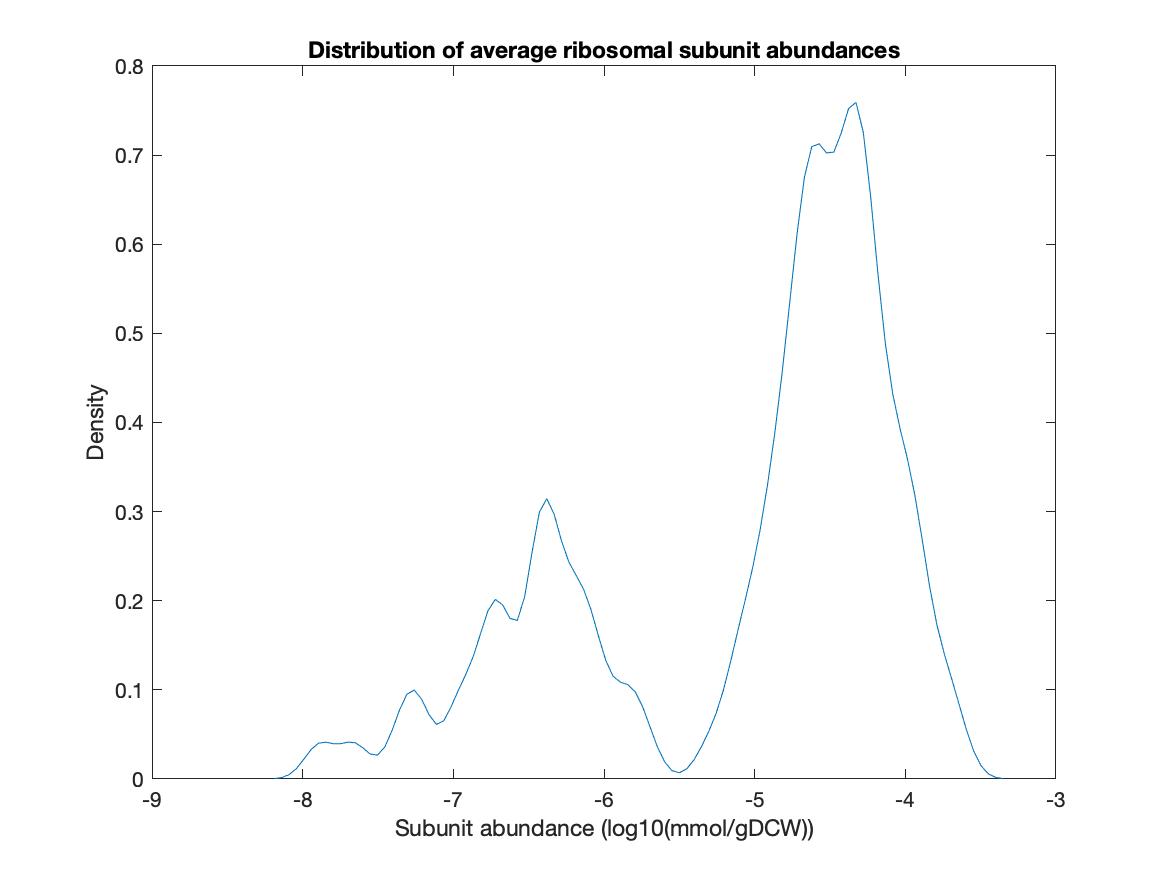 Distribution of average ribosomal subunit abundances
0.8
0.7
0.6
0.5
0.4
0.3
0.2
0.1
0
Density
-9 -8 -7 -6 -5 -4 -3
Subunit abundance (log10(mmol/gDCW))